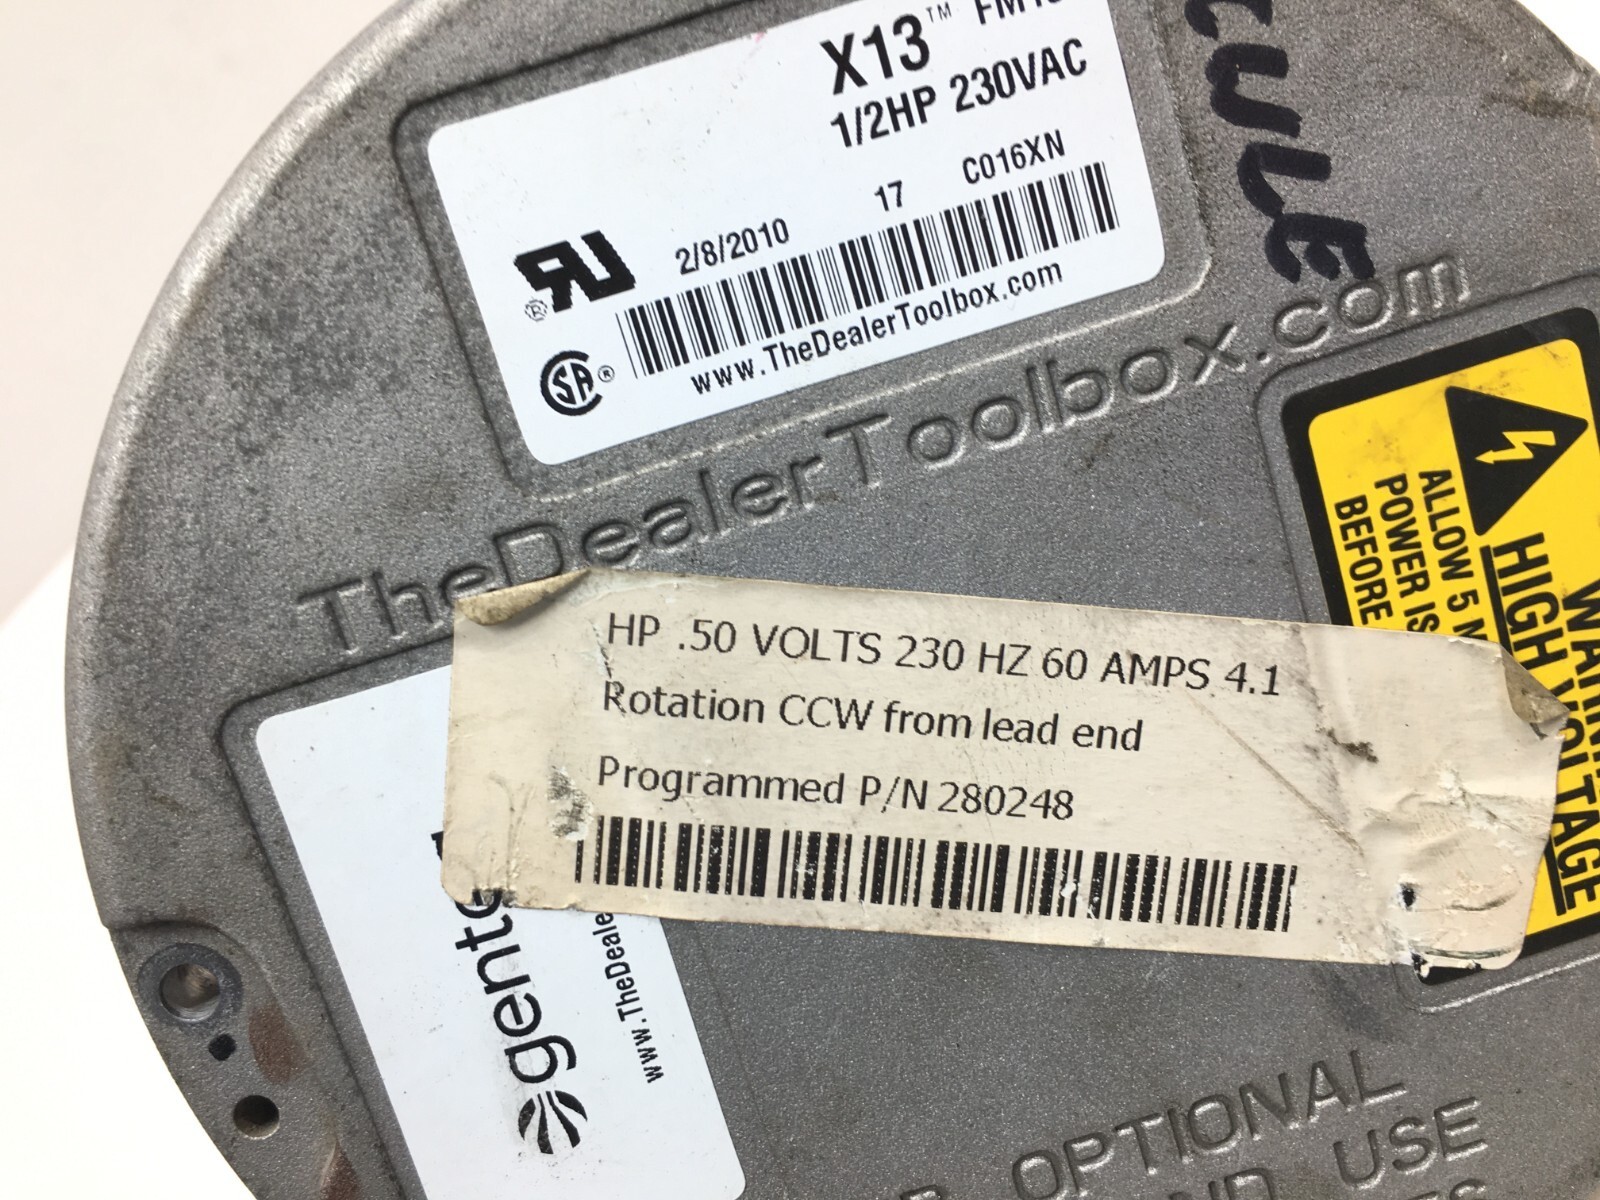 X13™
1/2HP 230VAC
2/8/2010 17 C016XN
www.TheDealerToolbox.com
TheDealerToolbox.com
WARNING
HIGH VOLTAGE
ALLOW 5
POWER IS
BEFORE
HP .50 VOLTS 230 HZ 60 AMPS 4.1
Rotation CCW from lead end
Programmed P/N 280248
OPTIONAL
USE